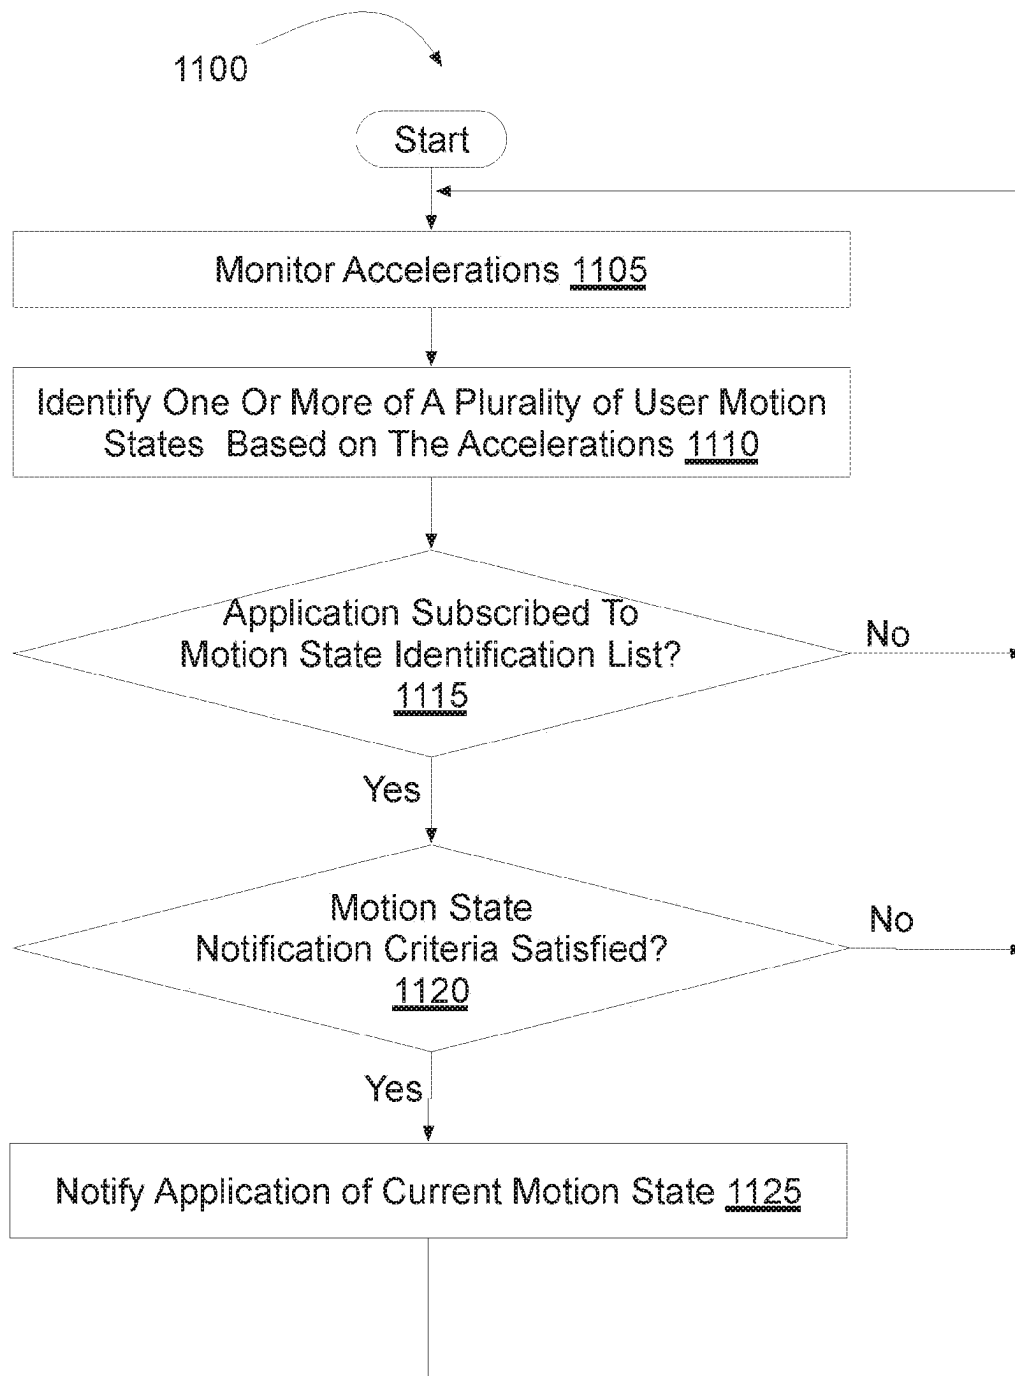 1100
Start
Monitor Accelerations 1105
Identify One Or More of A Plurality of User Motion
States Based on The Accelerations 1110
Application Subscribed To
Motion State Identification List?
1115
No
Yes
Motion State
Notification Criteria Satisfied?
1120
No
Yes
Notify Application of Current Motion State 1125